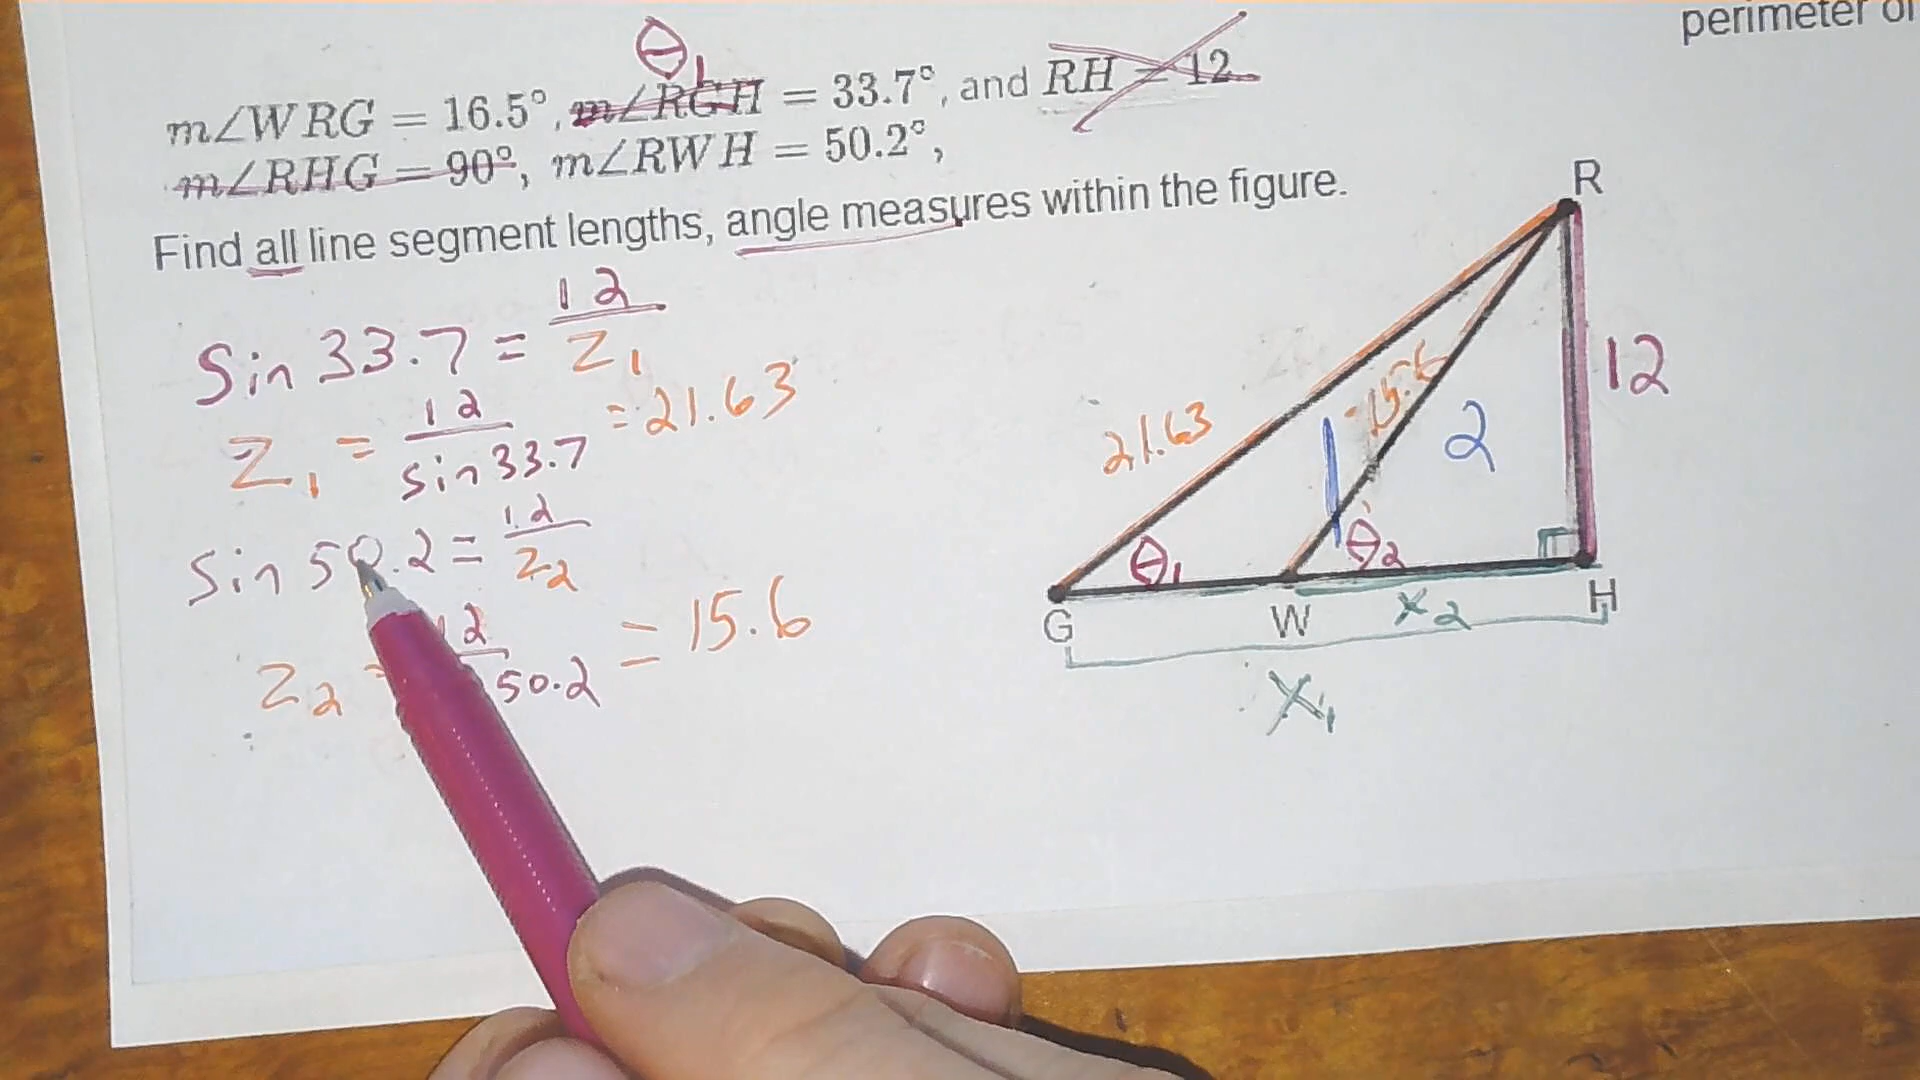 perimeter of
θ₁
m∠WRG = 16.5°, m∠RGH = 33.7°, and RH = 12
m∠RHG = 90°, m∠RWH = 50.2°,
Find all line segment lengths, angle measures within the figure.
Sin 33.7 = 12/Z₁
Z₁ = 12/sin 33.7 = 21.63
Sin 50.2 = 12/Z₂
Z₂ = 12/50.2 = 15.6
R
12
21.63
15.6
1
2
θ₁
θ₂
G
W
H
x₂
X₁